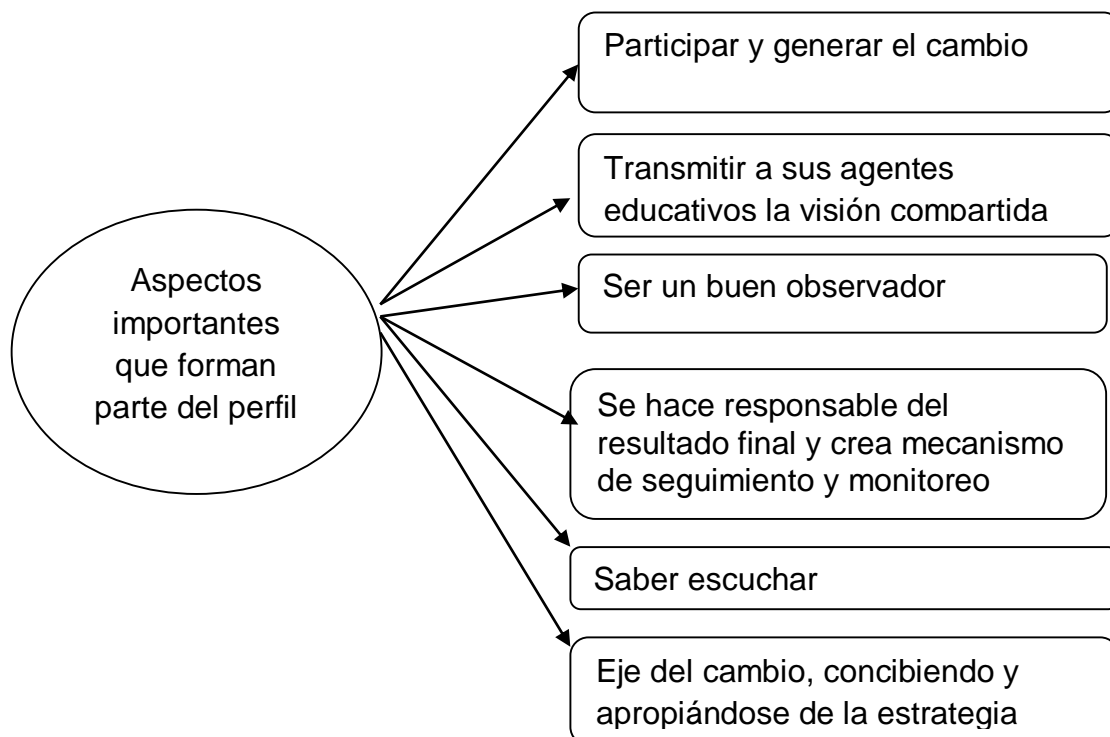 Participar y generar el cambio
Transmitir a sus agentes
educativos la visión compartida
Ser un buen observador
Aspectos
importantes
que forman
parte del perfil
Se hace responsable del
resultado final y crea mecanismo
de seguimiento y monitoreo
Saber escuchar
Eje del cambio, concibiendo y
apropiándose de la estrategia